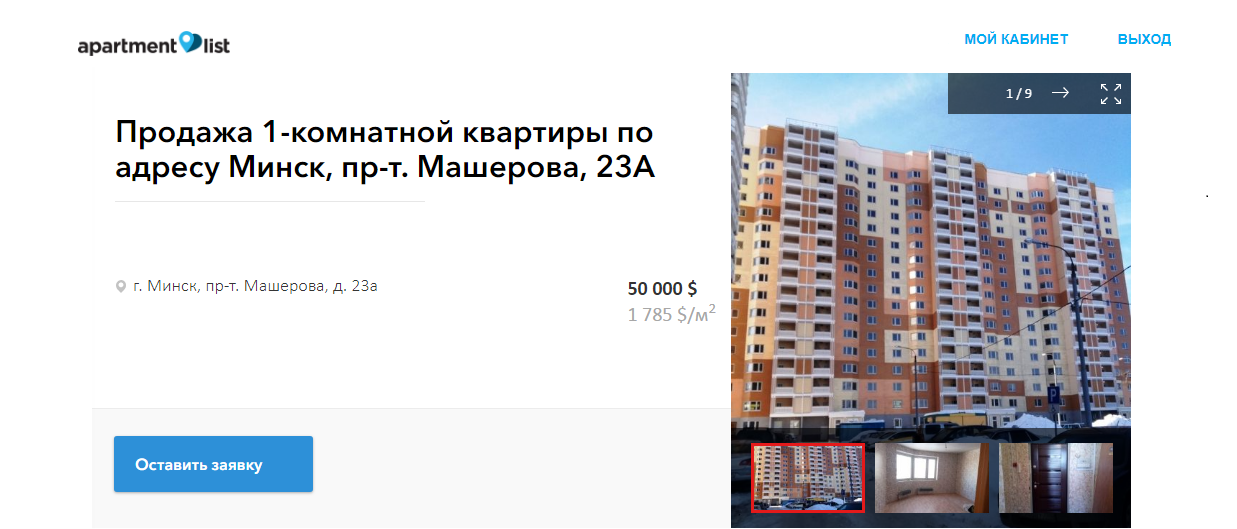 apartment list
МОЙ КАБИНЕТ
ВЫХОД
1/9
Продажа 1-комнатной квартиры по
адресу Минск, пр-т. Машерова, 23А
г. Минск, пр-т. Машерова, д. 23а
50 000 $
1 785 $/м²
Оставить заявку
P